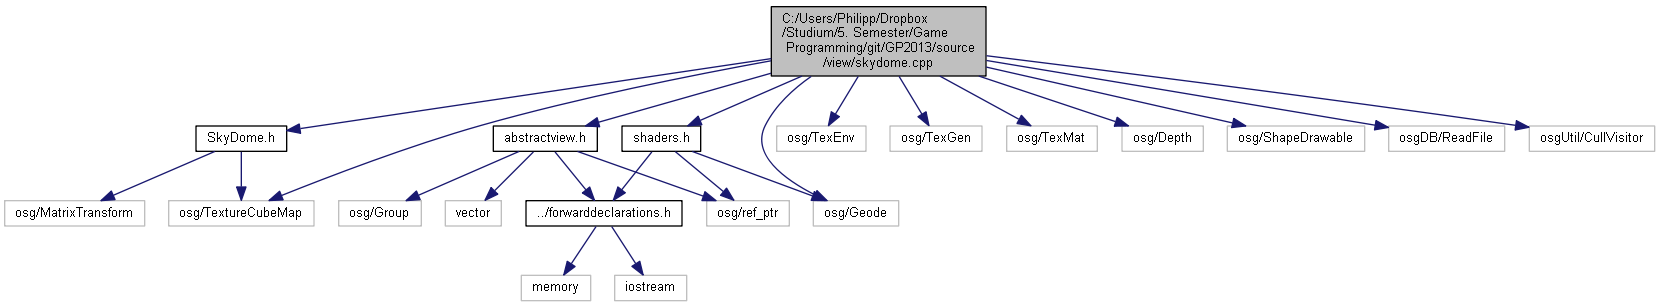 C:/Users/Philipp/Dropbox
/Studium/5. Semester/Game
Programming/git/GP2013/source
/view/skydome.cpp
SkyDome.h
abstractview.h
shaders.h
osg/TexEnv
osg/TexGen
osg/TexMat
osg/Depth
osg/ShapeDrawable
osgDB/ReadFile
osgUtil/CullVisitor
osg/MatrixTransform
osg/TextureCubeMap
osg/Group
vector
../forwarddeclarations.h
osg/ref_ptr
osg/Geode
memory
iostream